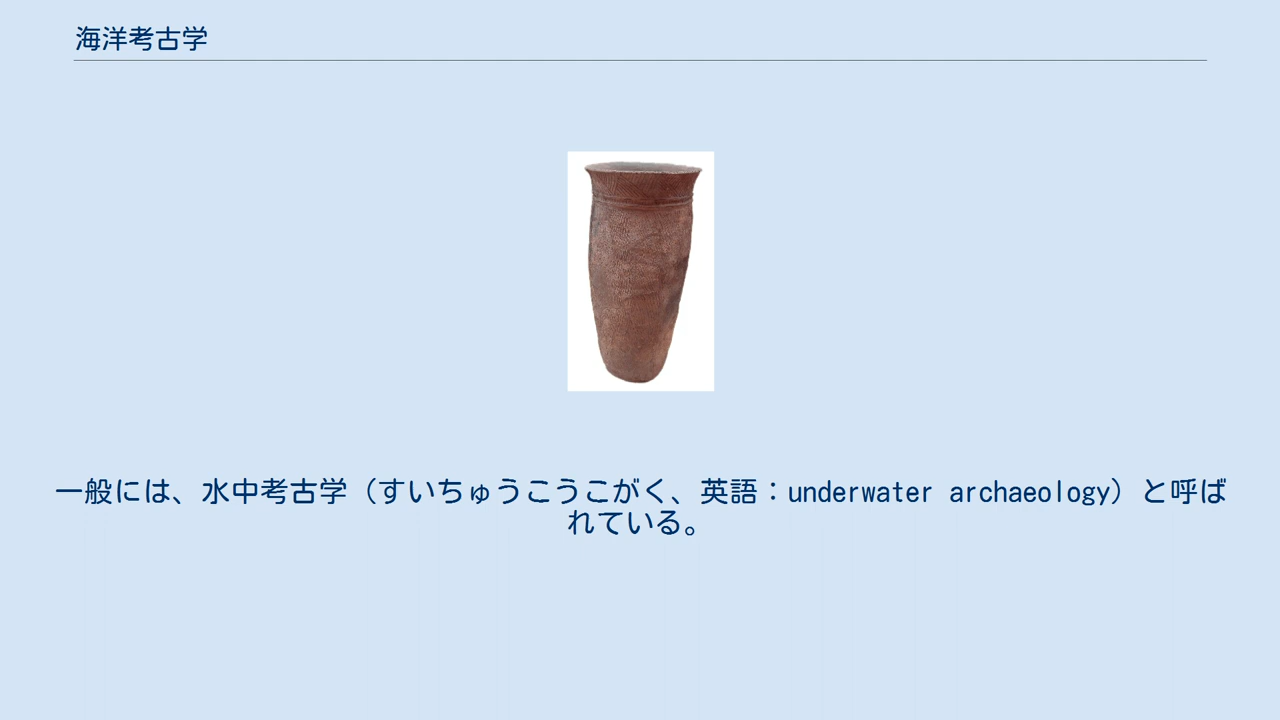 海洋考古学
一般には、水中考古学（すいちゅうこうこがく、英語：underwater archaeology）と呼ば
れている。